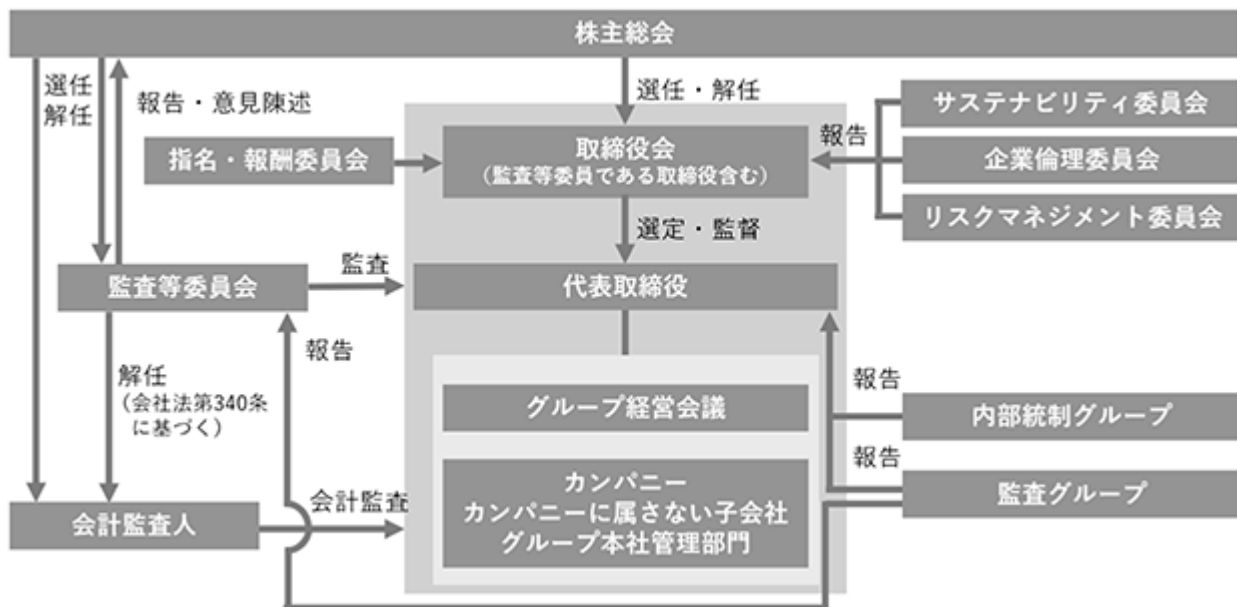 株主総会
選任
解任
報告・意見陳述
選任・解任
サステナビリティ委員会
報告
指名・報酬委員会
取締役会
（監査等委員である取締役含む）
企業倫理委員会
リスクマネジメント委員会
選定・監督
監査
監査等委員会
代表取締役
報告
解任
（会社法第340条
に基づく）
報告
グループ経営会議
内部統制グループ
報告
カンパニー
カンパニーに属さない子会社
グループ本社管理部門
監査グループ
会計監査
会計監査人